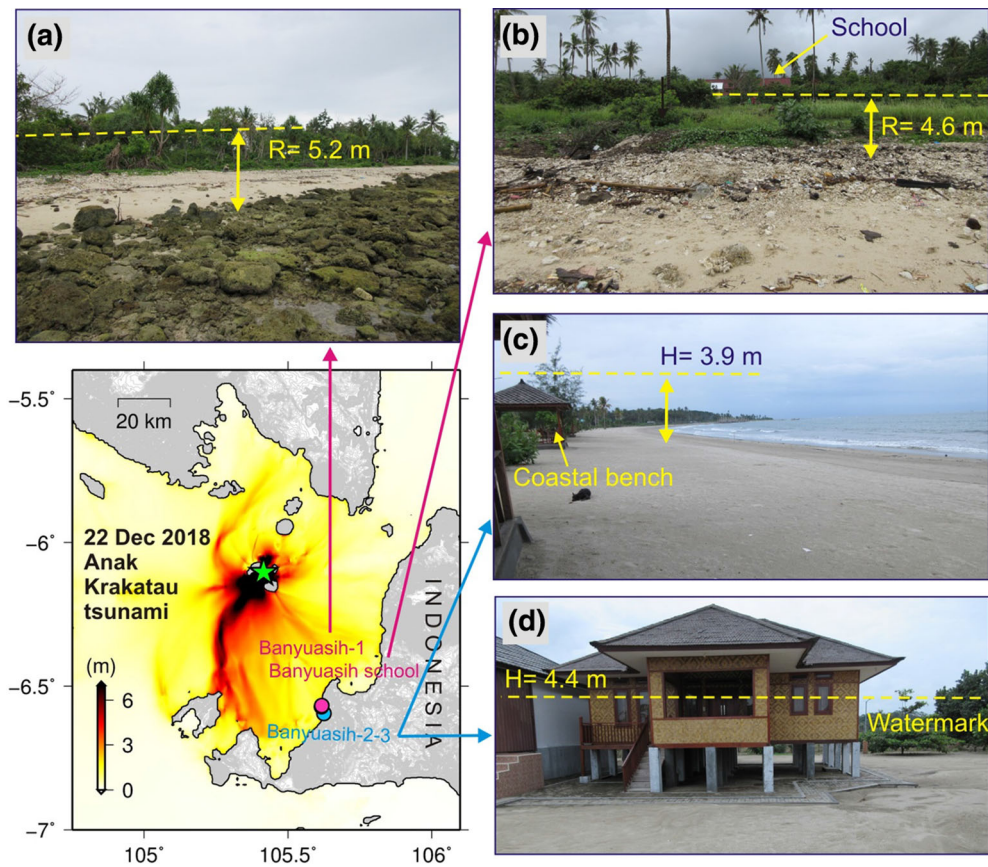 (a)
R= 5.2 m
(b)
School
R= 4.6 m
(c)
H= 3.9 m
Coastal bench
(d)
H= 4.4 m
Watermark
−5.5
−6
−6.5
−7
20 km
22 Dec 2018
Anak
Krakatau
tsunami
(m)
6
3
0
Banyuasih-1
Banyuasih school
Banyuasih-2-3
INDONESIA
105
105.5
106